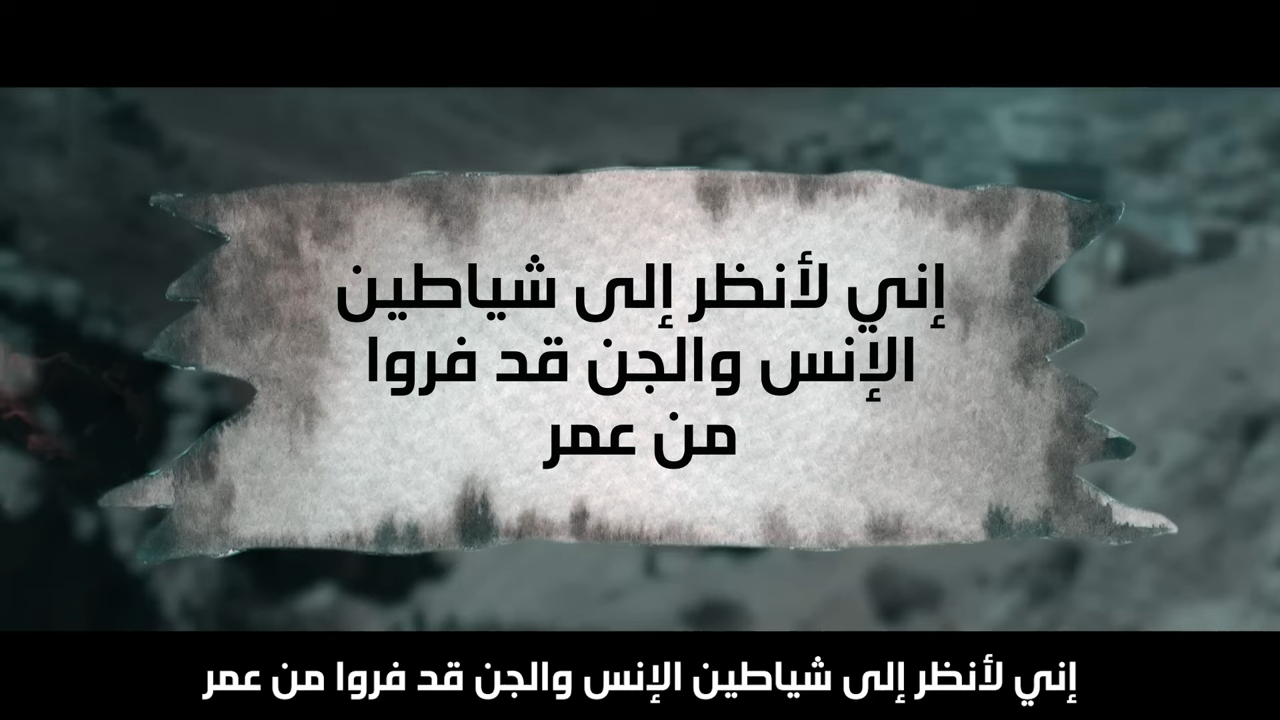 إني لأنظر إلى شياطين
الإنس والجن قد فروا
من عمر
إني لأنظر إلى شياطين الإنس والجن قد فروا من عمر